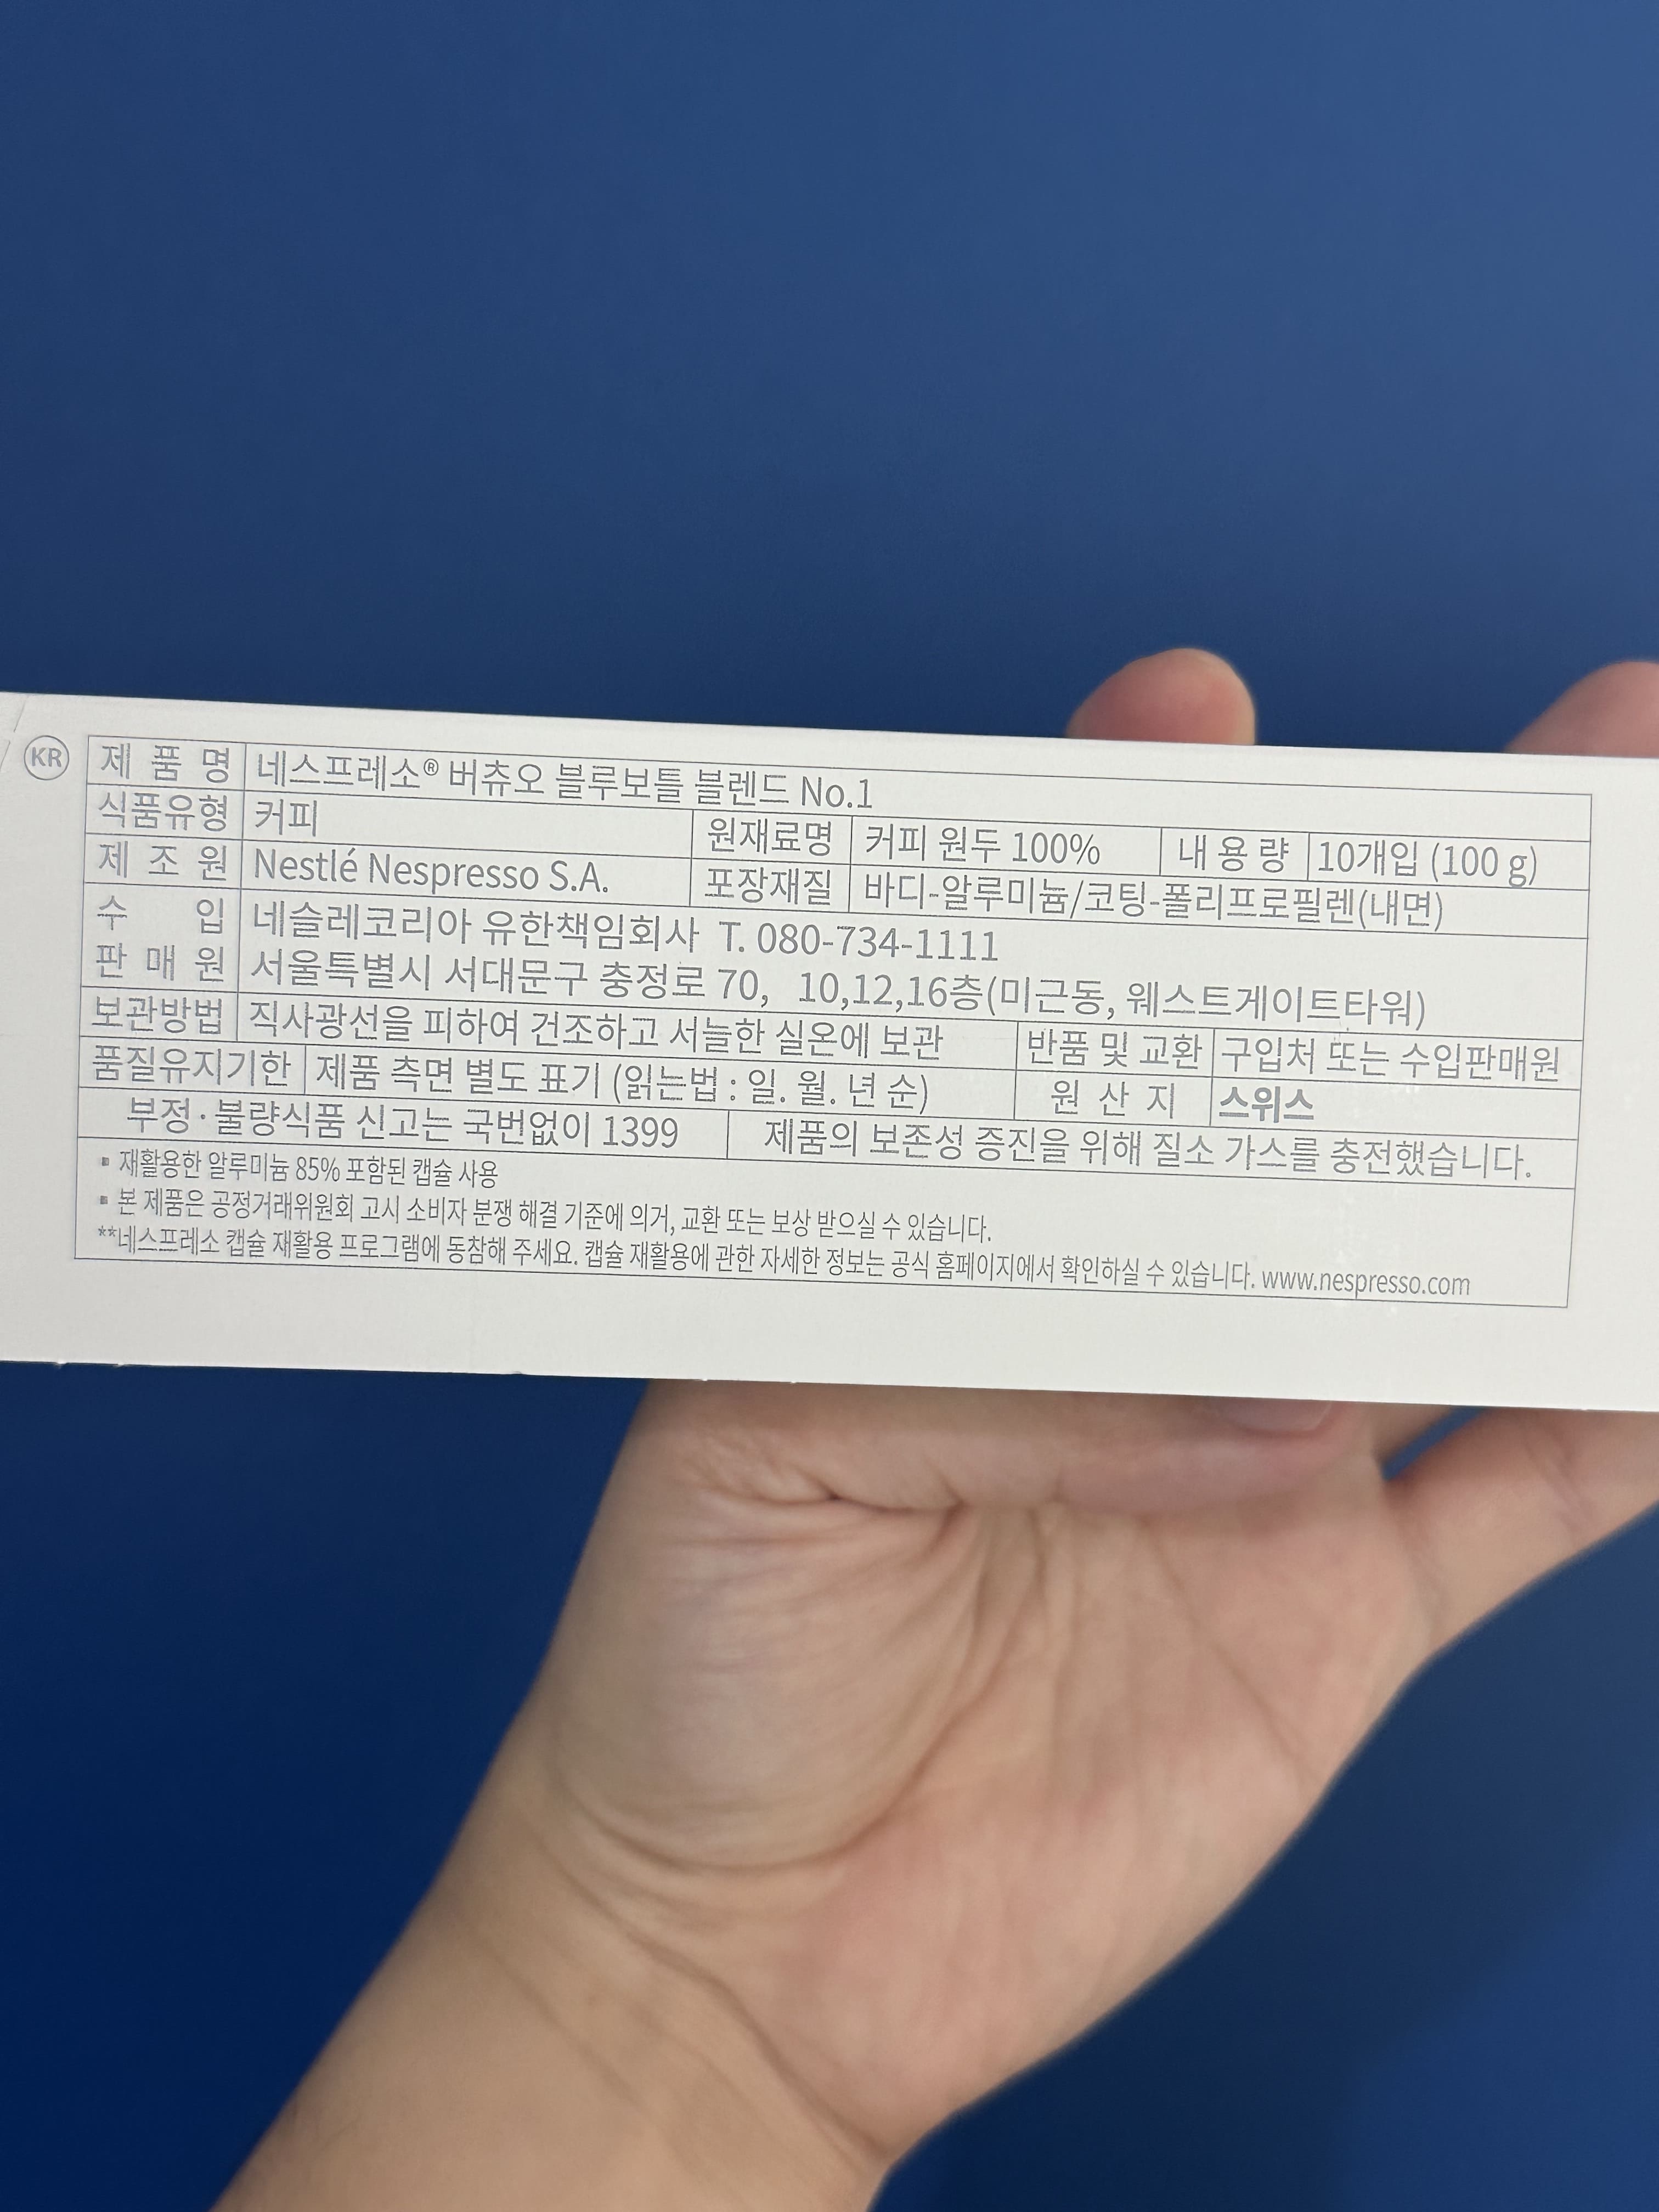 KR
제 품 명 네스프레소® 버츄오 블루보틀 블렌드 No.1
식품유형 커피 원재료명 커피 원두 100% 내 용 량 10개입 (100 g)
제 조 원 Nestlé Nespresso S.A. 포장재질 바디-알루미늄/코팅-폴리프로필렌(내면)
수 입 네슬레코리아 유한책임회사 T. 080-734-1111
판 매 원 서울특별시 서대문구 충정로 70, 10,12,16층(미근동, 웨스트게이트타워)
보관방법 직사광선을 피하여 건조하고 서늘한 실온에 보관 반품 및 교환 구입처 또는 수입판매원
품질유지기한 제품 측면 별도 표기 (읽는법 : 일. 월. 년 순) 원 산 지 스위스
부정·불량식품 신고는 국번없이 1399 제품의 보존성 증진을 위해 질소 가스를 충전했습니다.
▪ 재활용한 알루미늄 85% 포함된 캡슐 사용
▪ 본 제품은 공정거래위원회 고시 소비자 분쟁 해결 기준에 의거, 교환 또는 보상 받으실 수 있습니다.
**네스프레소 캡슐 재활용 프로그램에 동참해 주세요. 캡슐 재활용에 관한 자세한 정보는 공식 홈페이지에서 확인하실 수 있습니다. www.nespresso.com